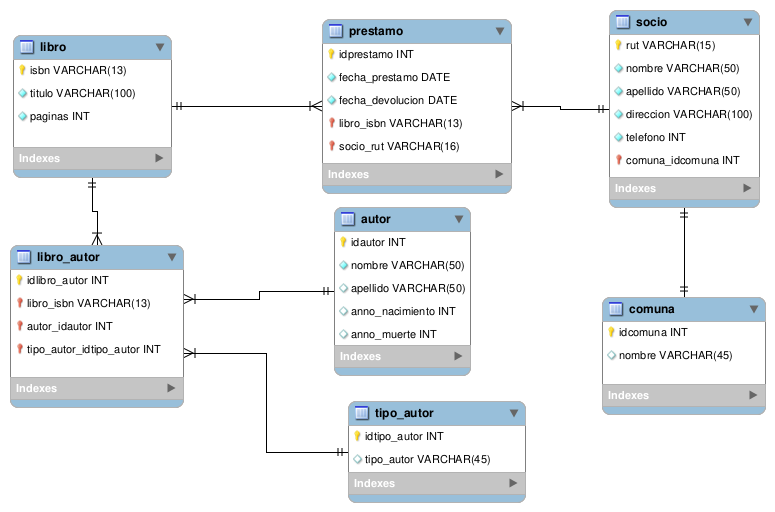 libro
isbn VARCHAR(13)
titulo VARCHAR(100)
paginas INT
Indexes
prestamo
idprestamo INT
fecha_prestamo DATE
fecha_devolucion DATE
libro_isbn VARCHAR(13)
socio_rut VARCHAR(16)
Indexes
socio
rut VARCHAR(15)
nombre VARCHAR(50)
apellido VARCHAR(50)
direccion VARCHAR(100)
telefono INT
comuna_idcomuna INT
Indexes
libro_autor
idlibro_autor INT
libro_isbn VARCHAR(13)
autor_idautor INT
tipo_autor_idtipo_autor INT
Indexes
autor
idautor INT
nombre VARCHAR(50)
apellido VARCHAR(50)
anno_nacimiento INT
anno_muerte INT
Indexes
comuna
idcomuna INT
nombre VARCHAR(45)
Indexes
tipo_autor
idtipo_autor INT
tipo_autor VARCHAR(45)
Indexes